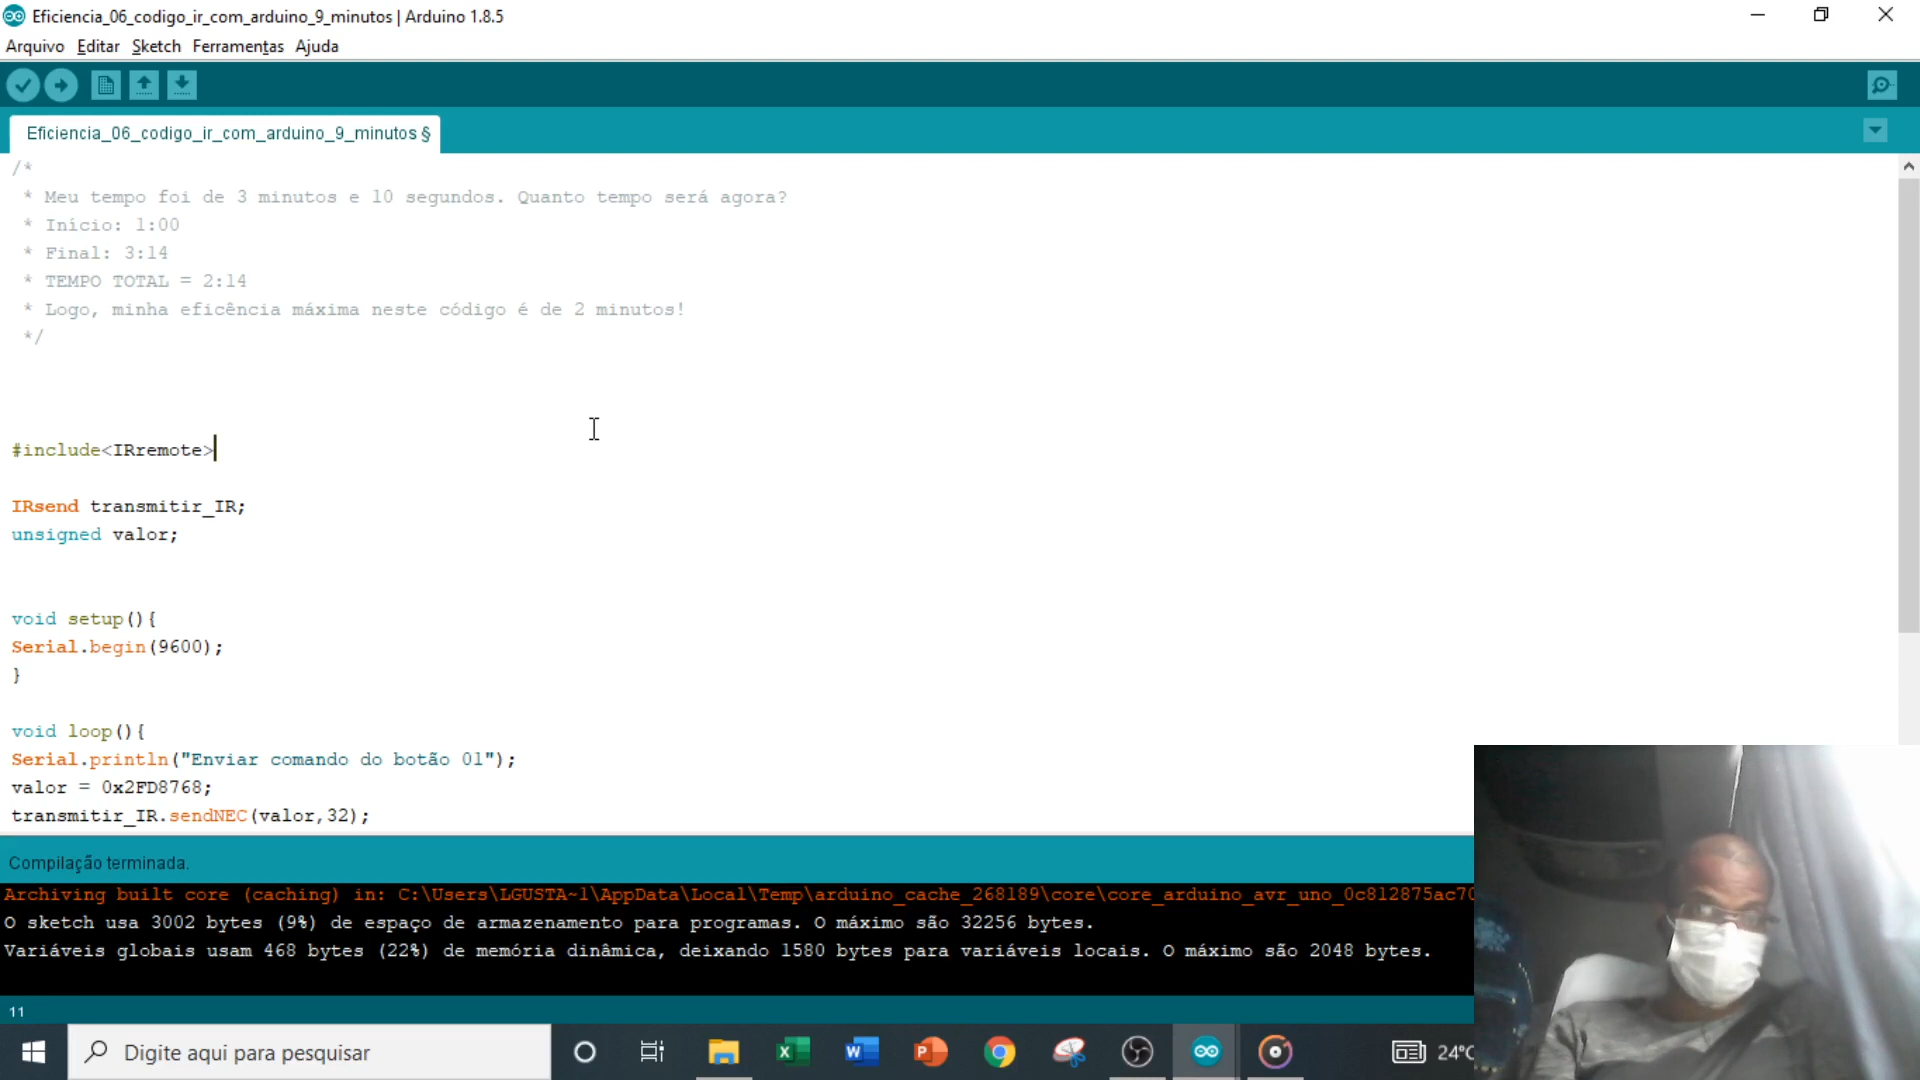 Eficiencia_06_codigo_ir_com_arduino_9_minutos | Arduino 1.8.5
Arquivo Editar Sketch Ferramentas Ajuda
Eficiencia_06_codigo_ir_com_arduino_9_minutos §
/*
* Meu tempo foi de 3 minutos e 10 segundos. Quanto tempo será agora?
* Início: 1:00
* Final: 3:14
* TEMPO TOTAL = 2:14
* Logo, minha eficência máxima neste código é de 2 minutos!
*/
#include<IRremote>
IRsend transmitir_IR;
unsigned valor;
void setup(){
Serial.begin(9600);
}
void loop(){
Serial.println("Enviar comando do botão 01");
valor = 0x2FD8768;
transmitir_IR.sendNEC(valor,32);
Compilação terminada.
Archiving built core (caching) in: C:\Users\LGUSTA~1\AppData\Local\Temp\arduino_cache_268189\core\core_arduino_avr_uno_0c812875ac70
O sketch usa 3002 bytes (9%) de espaço de armazenamento para programas. O máximo são 32256 bytes.
Variáveis globais usam 468 bytes (22%) de memória dinâmica, deixando 1580 bytes para variáveis locais. O máximo são 2048 bytes.
11
Digite aqui para pesquisar
24°C